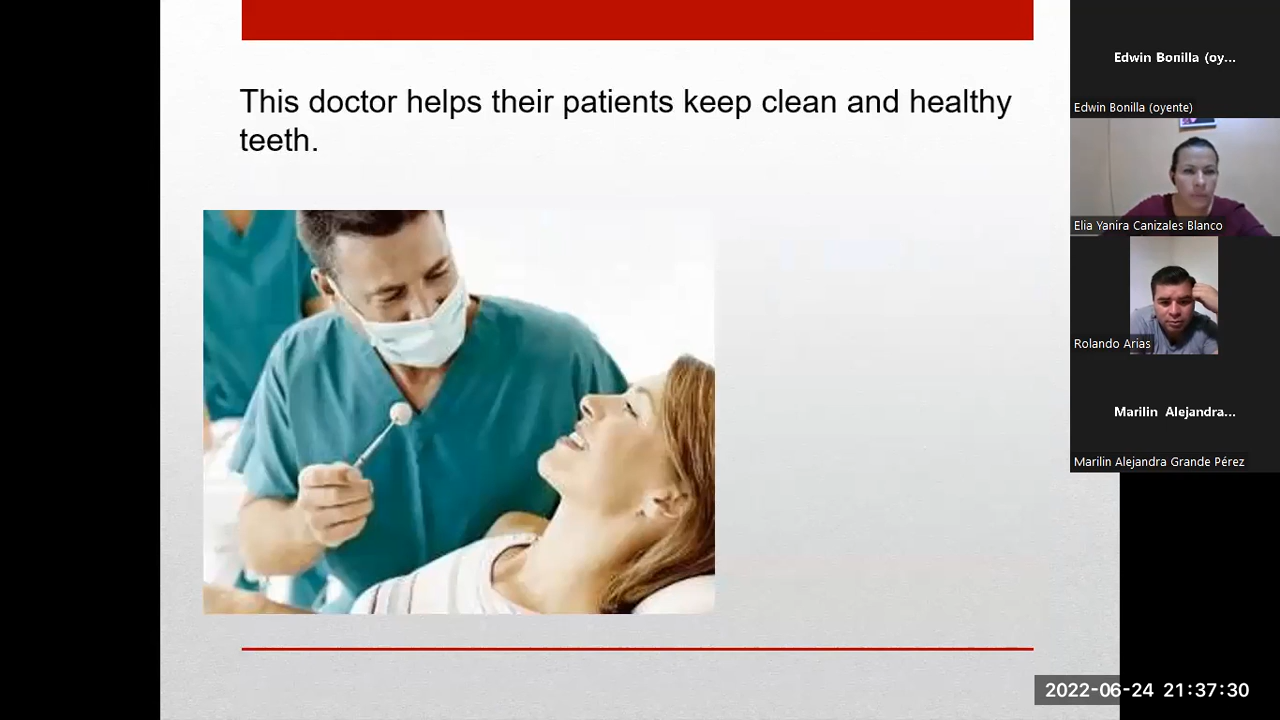 This doctor helps their patients keep clean and healthy
teeth.
Edwin Bonilla (oy...
Edwin Bonilla (oyente)
Elia Yanira Canizales Blanco
Rolando Arias
Marilin Alejandra...
Marilin Alejandra Grande Pérez
2022-06-24 21:37:30